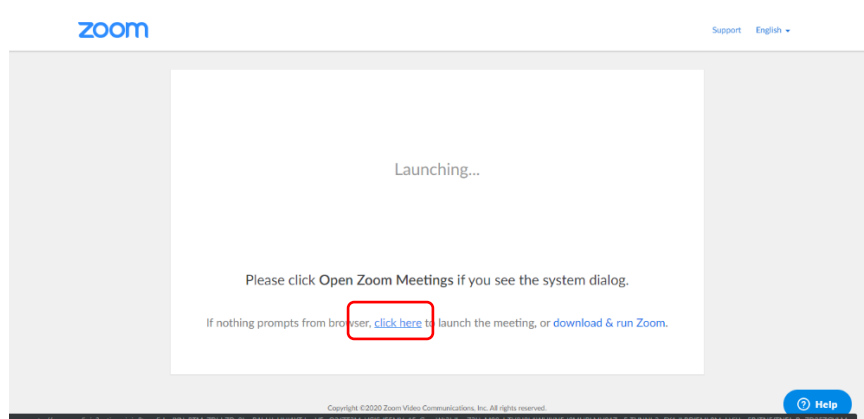 zoom
Support English
Launching...
Please click Open Zoom Meetings if you see the system dialog.
If nothing prompts from browser, click here to launch the meeting, or download & run Zoom.
Copyright ©2020 Zoom Video Communications, Inc. All rights reserved.
Help